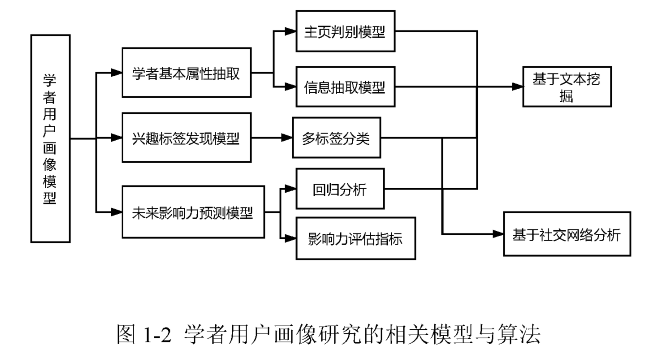 学者用户画像模型
学者基本属性抽取
兴趣标签发现模型
未来影响力预测模型
主页判别模型
信息抽取模型
多标签分类
回归分析
影响力评估指标
基于文本挖
掘
基于社交网络分析
图 1-2 学者用户画像研究的相关模型与算法